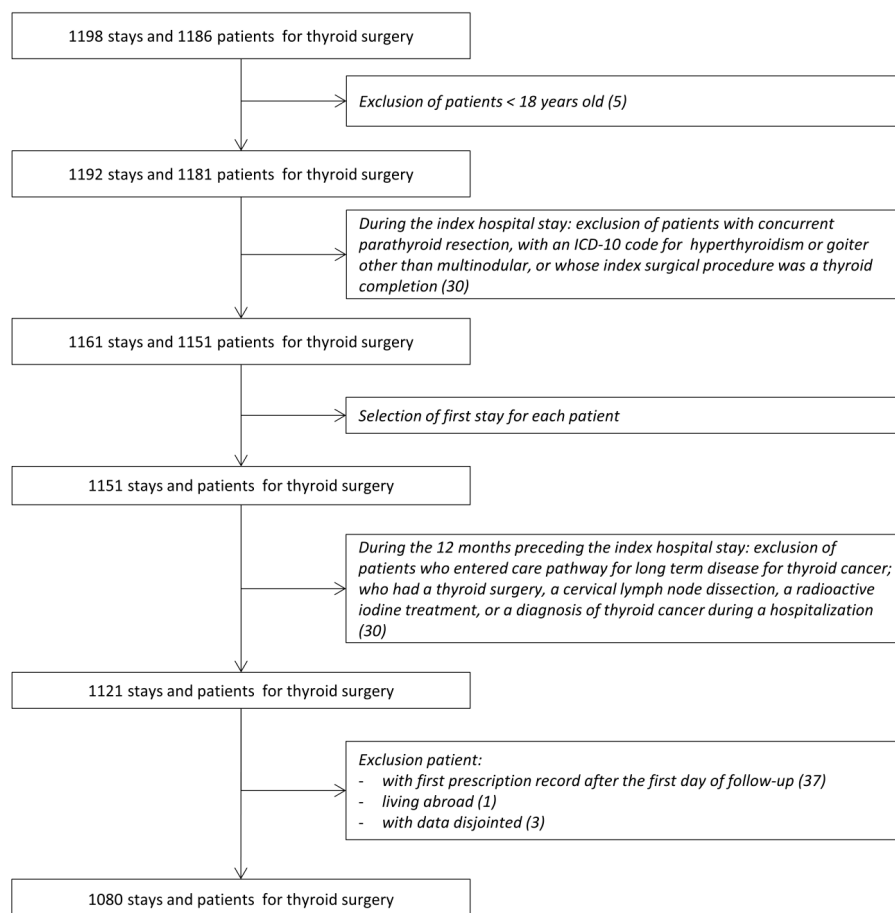 1198 stays and 1186 patients  for thyroid surgery
Exclusion of patients < 18 years old (5)
1192 stays and 1181 patients  for thyroid surgery
During the index hospital stay: exclusion of patients with concurrent
parathyroid resection, with an ICD-10 code for  hyperthyroidism or goiter
other than multinodular, or whose index surgical procedure was a thyroid
completion (30)
1161 stays and 1151 patients  for thyroid surgery
Selection of first stay for each patient
1151 stays and patients  for thyroid surgery
During the 12 months preceding the index hospital stay: exclusion of
patients who entered care pathway for long term disease for thyroid cancer;
who had a thyroid surgery, a cervical lymph node dissection, a radioactive
iodine treatment, or a diagnosis of thyroid cancer during a hospitalization
(30)
1121 stays and patients  for thyroid surgery
Exclusion patient:
- with first prescription record after the first day of follow-up (37)
- living abroad (1)
- with data disjointed (3)
1080 stays and patients  for thyroid surgery